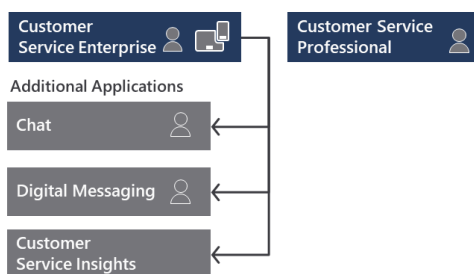 Customer
Service Enterprise
Customer Service
Professional
Additional Applications
Chat
Digital Messaging
Customer
Service Insights